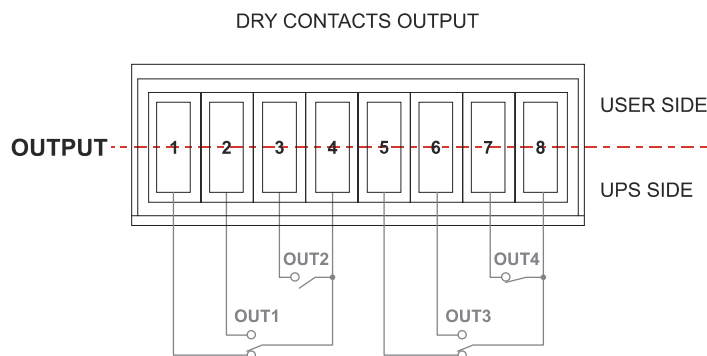 DRY CONTACTS OUTPUT
USER SIDE
OUTPUT 1 2 3 4 5 6 7 8
UPS SIDE
OUT2 OUT4
OUT1 OUT3